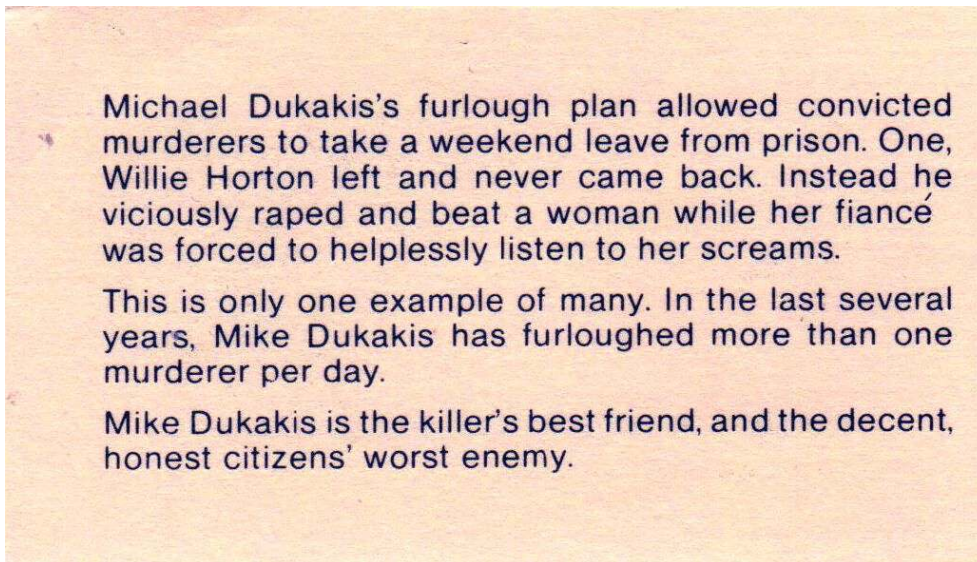 Michael Dukakis's furlough plan allowed convicted
murderers to take a weekend leave from prison. One,
Willie Horton left and never came back. Instead he
viciously raped and beat a woman while her fiancé
was forced to helplessly listen to her screams.
This is only one example of many. In the last several
years, Mike Dukakis has furloughed more than one
murderer per day.
Mike Dukakis is the killer's best friend, and the decent,
honest citizens' worst enemy.